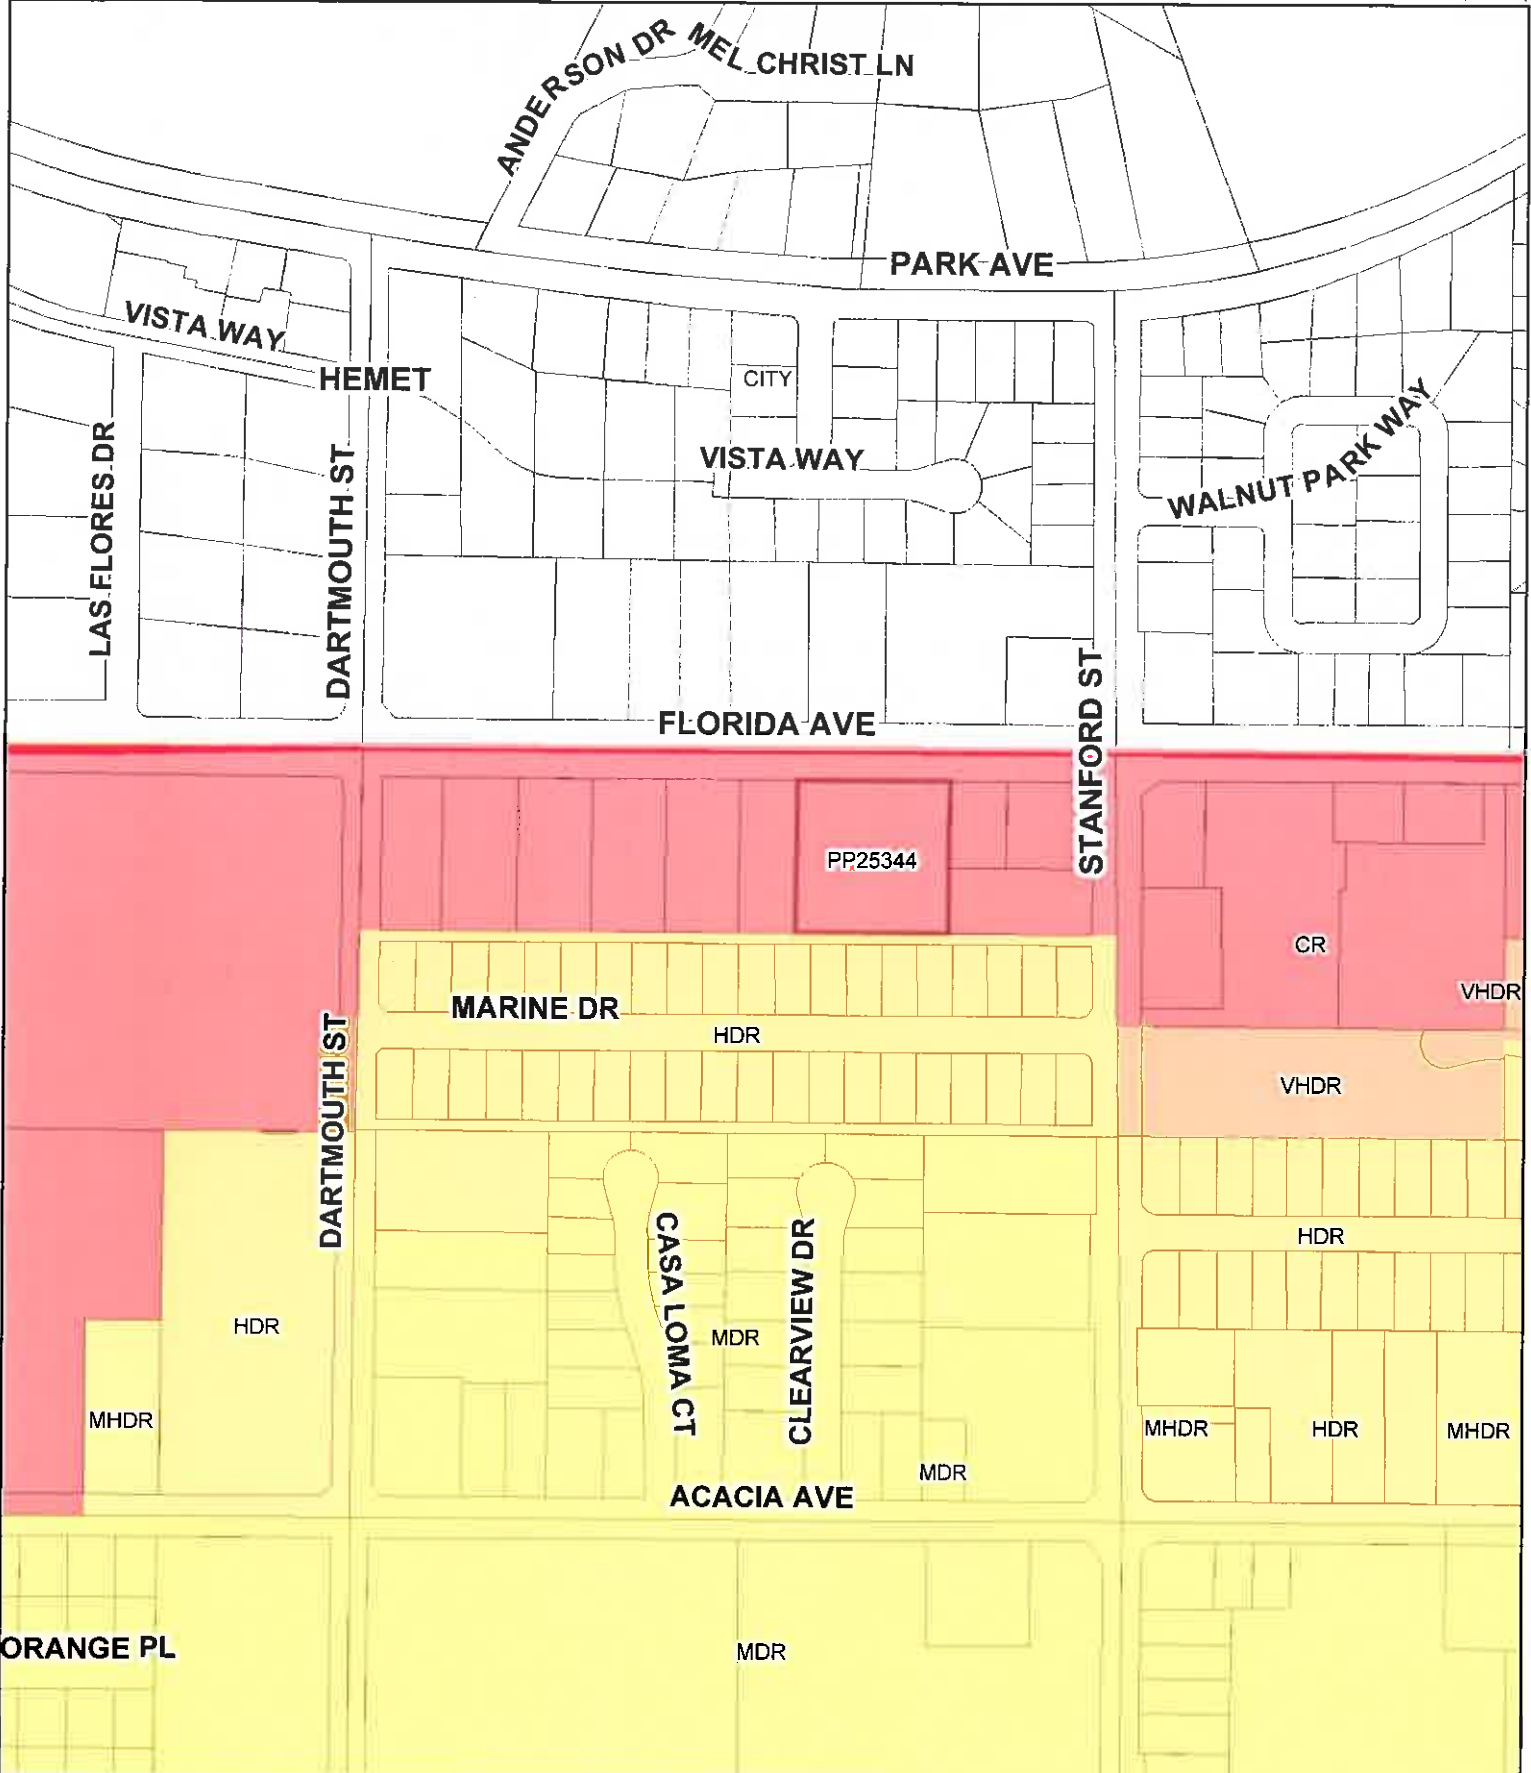 ANDERSON DR
MEL CHRIST LN
PARK AVE
VISTA WAY
HEMET
CITY
VISTA WAY
WALNUT PARK WAY
LAS FLORES DR
DARTMOUTH ST
STANFORD ST
FLORIDA AVE
PP25344
CR
VHDR
MARINE DR
HDR
VHDR
DARTMOUTH ST
CASA LOMA CT
CLEARVIEW DR
HDR
HDR
MDR
MHDR
MHDR
HDR
MHDR
MDR
ACACIA AVE
ORANGE PL
MDR